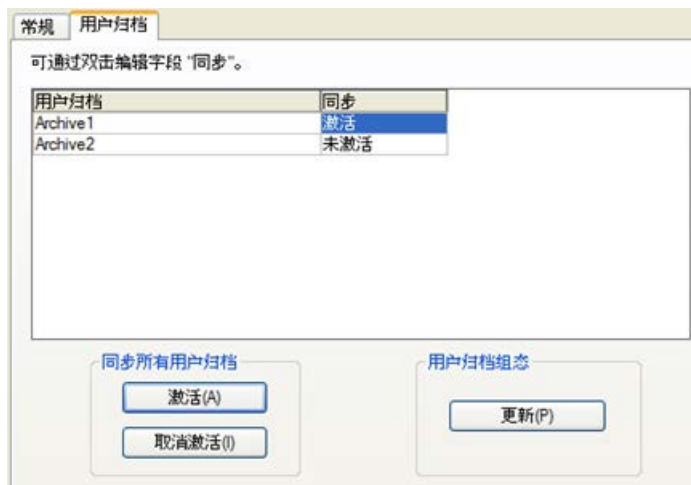 常规 用户归档
可通过双击编辑字段 "同步"。
用户归档 同步
Archive1 激活
Archive2 未激活
同步所有用户归档 用户归档组态
激活(A)
更新(P)
取消激活(I)